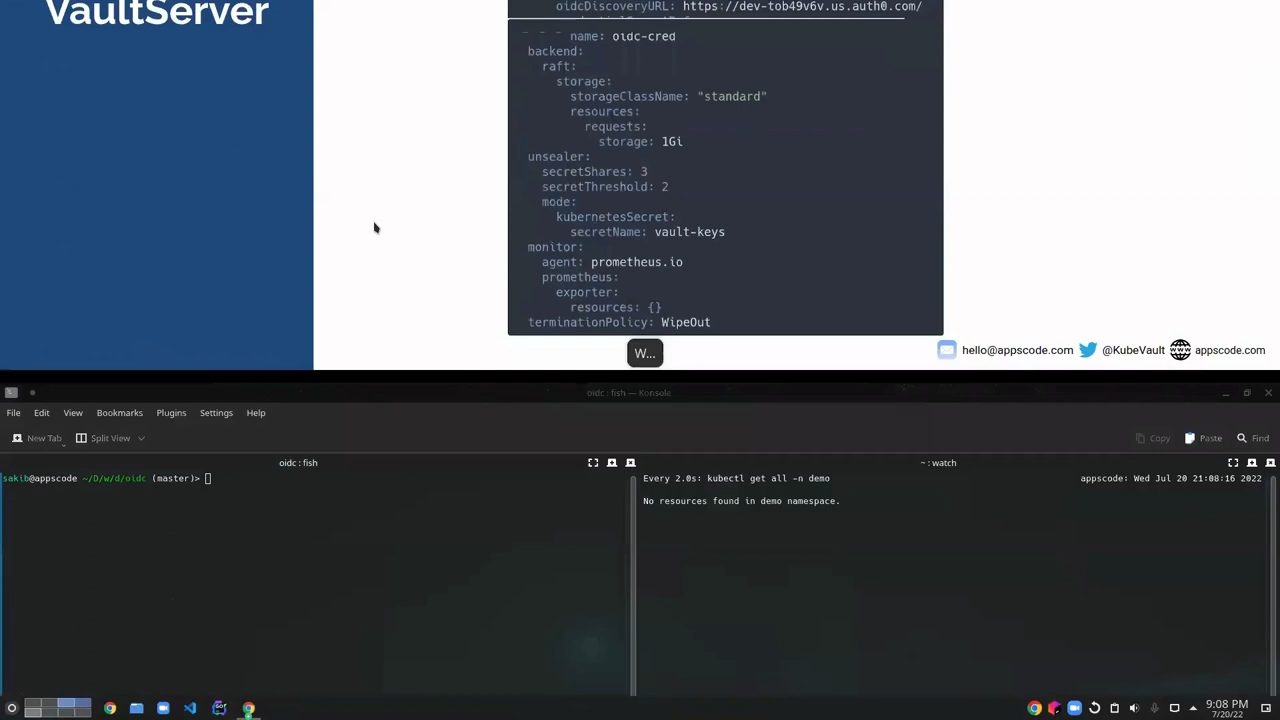 VaultServer
oidcDiscoveryURL: https://dev-tob49v6v.us.auth0.com/
- - - name: oidc-cred
backend:
raft:
storage:
storageClassName: "standard"
resources:
requests:
storage: 1Gi
unsealer:
secretShares: 3
secretThreshold: 2
mode:
kubernetesSecret:
secretName: vault-keys
monitor:
agent: prometheus.io
prometheus:
exporter:
resources: {}
terminationPolicy: WipeOut
W...
hello@appscode.com @KubeVault appscode.com
oidc : fish — Konsole
File Edit View Bookmarks Plugins Settings Help
New Tab Split View Copy Paste Find
oidc : fish ~ : watch
sakib@appscode ~/D/w/d/oidc (master)>
Every 2.0s: kubectl get all -n demo appscode: Wed Jul 20 21:08:16 2022
No resources found in demo namespace.
9:08 PM
7/20/22